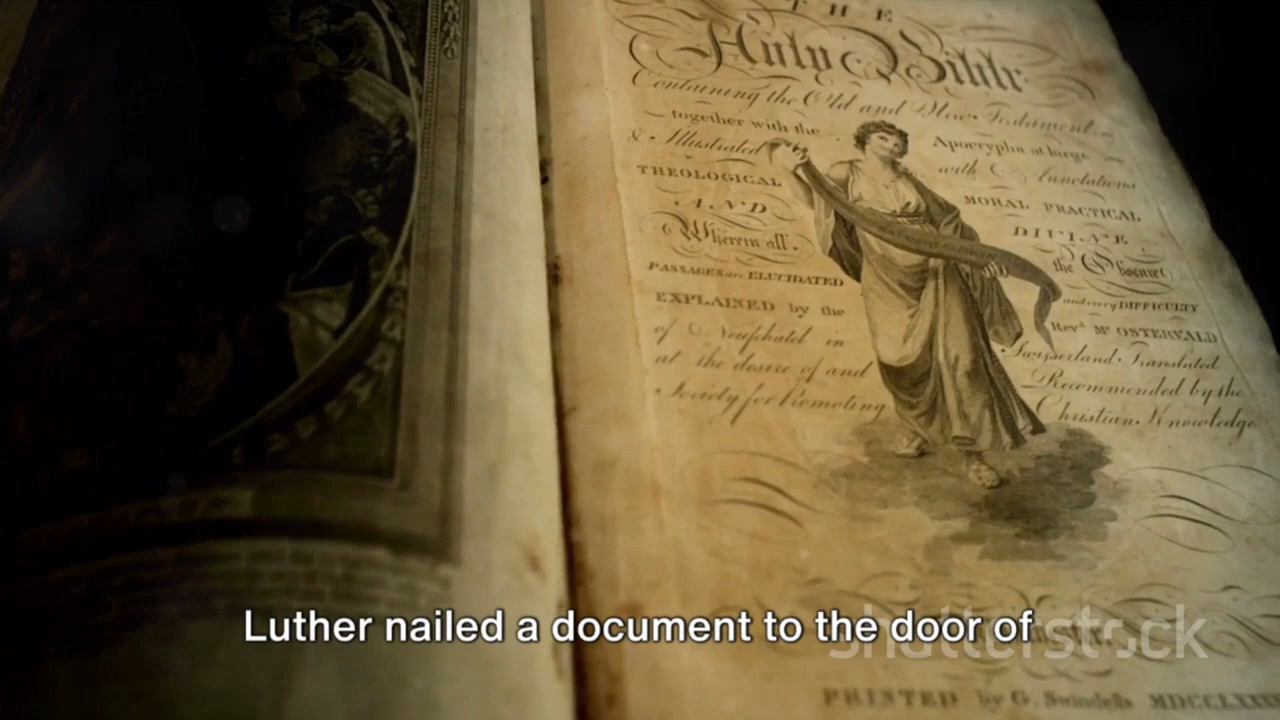 THE
Holy Bible
Containing the Old and New Testament
together with the Apocrypha at large
& Illustrated with Annotations
THEOLOGICAL MORAL PRACTICAL
AND DIVINE
Wherein all the Obscure
PASSAGES are ELUCIDATED and every DIFFICULTY
EXPLAINED by the Revd Mr OSTERVALD
of Neufchatel in Switzerland Translated
at the desire of and Recommended by the
Society for Promoting Christian Knowledge
Luther nailed a document to the door of
shutterstock
PRINTED by G. Swindells